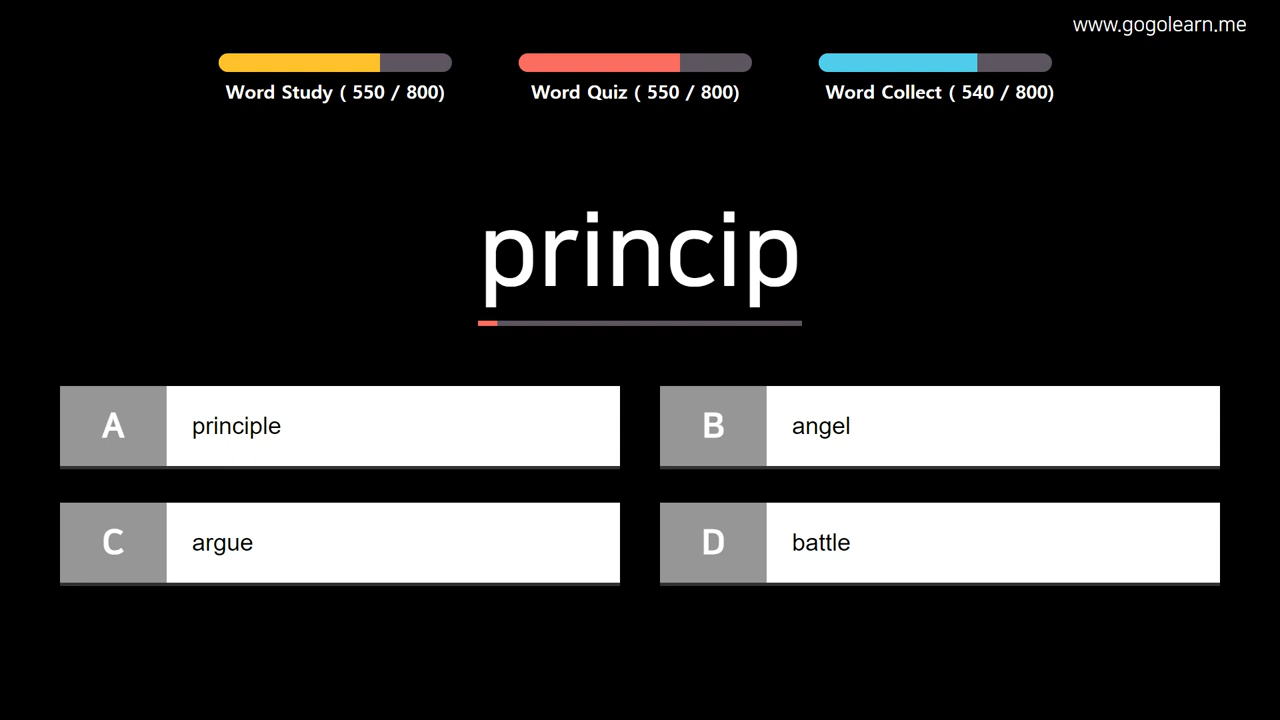 www.gogolearn.me
Word Study ( 550 / 800)
Word Quiz ( 550 / 800)
Word Collect ( 540 / 800)
princip
A principle
B angel
C argue
D battle